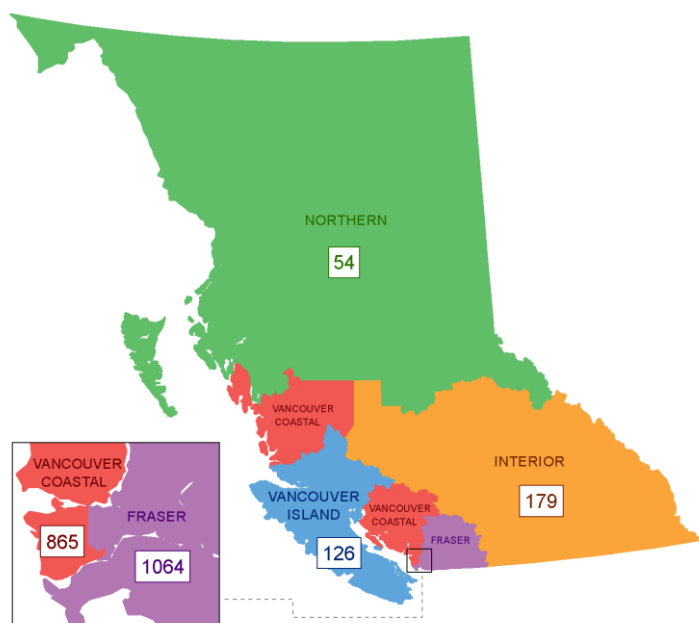 NORTHERN
54
VANCOUVER
COASTAL
INTERIOR
179
VANCOUVER
ISLAND
126
VANCOUVER
COASTAL
FRASER
VANCOUVER
COASTAL
FRASER
865
1064